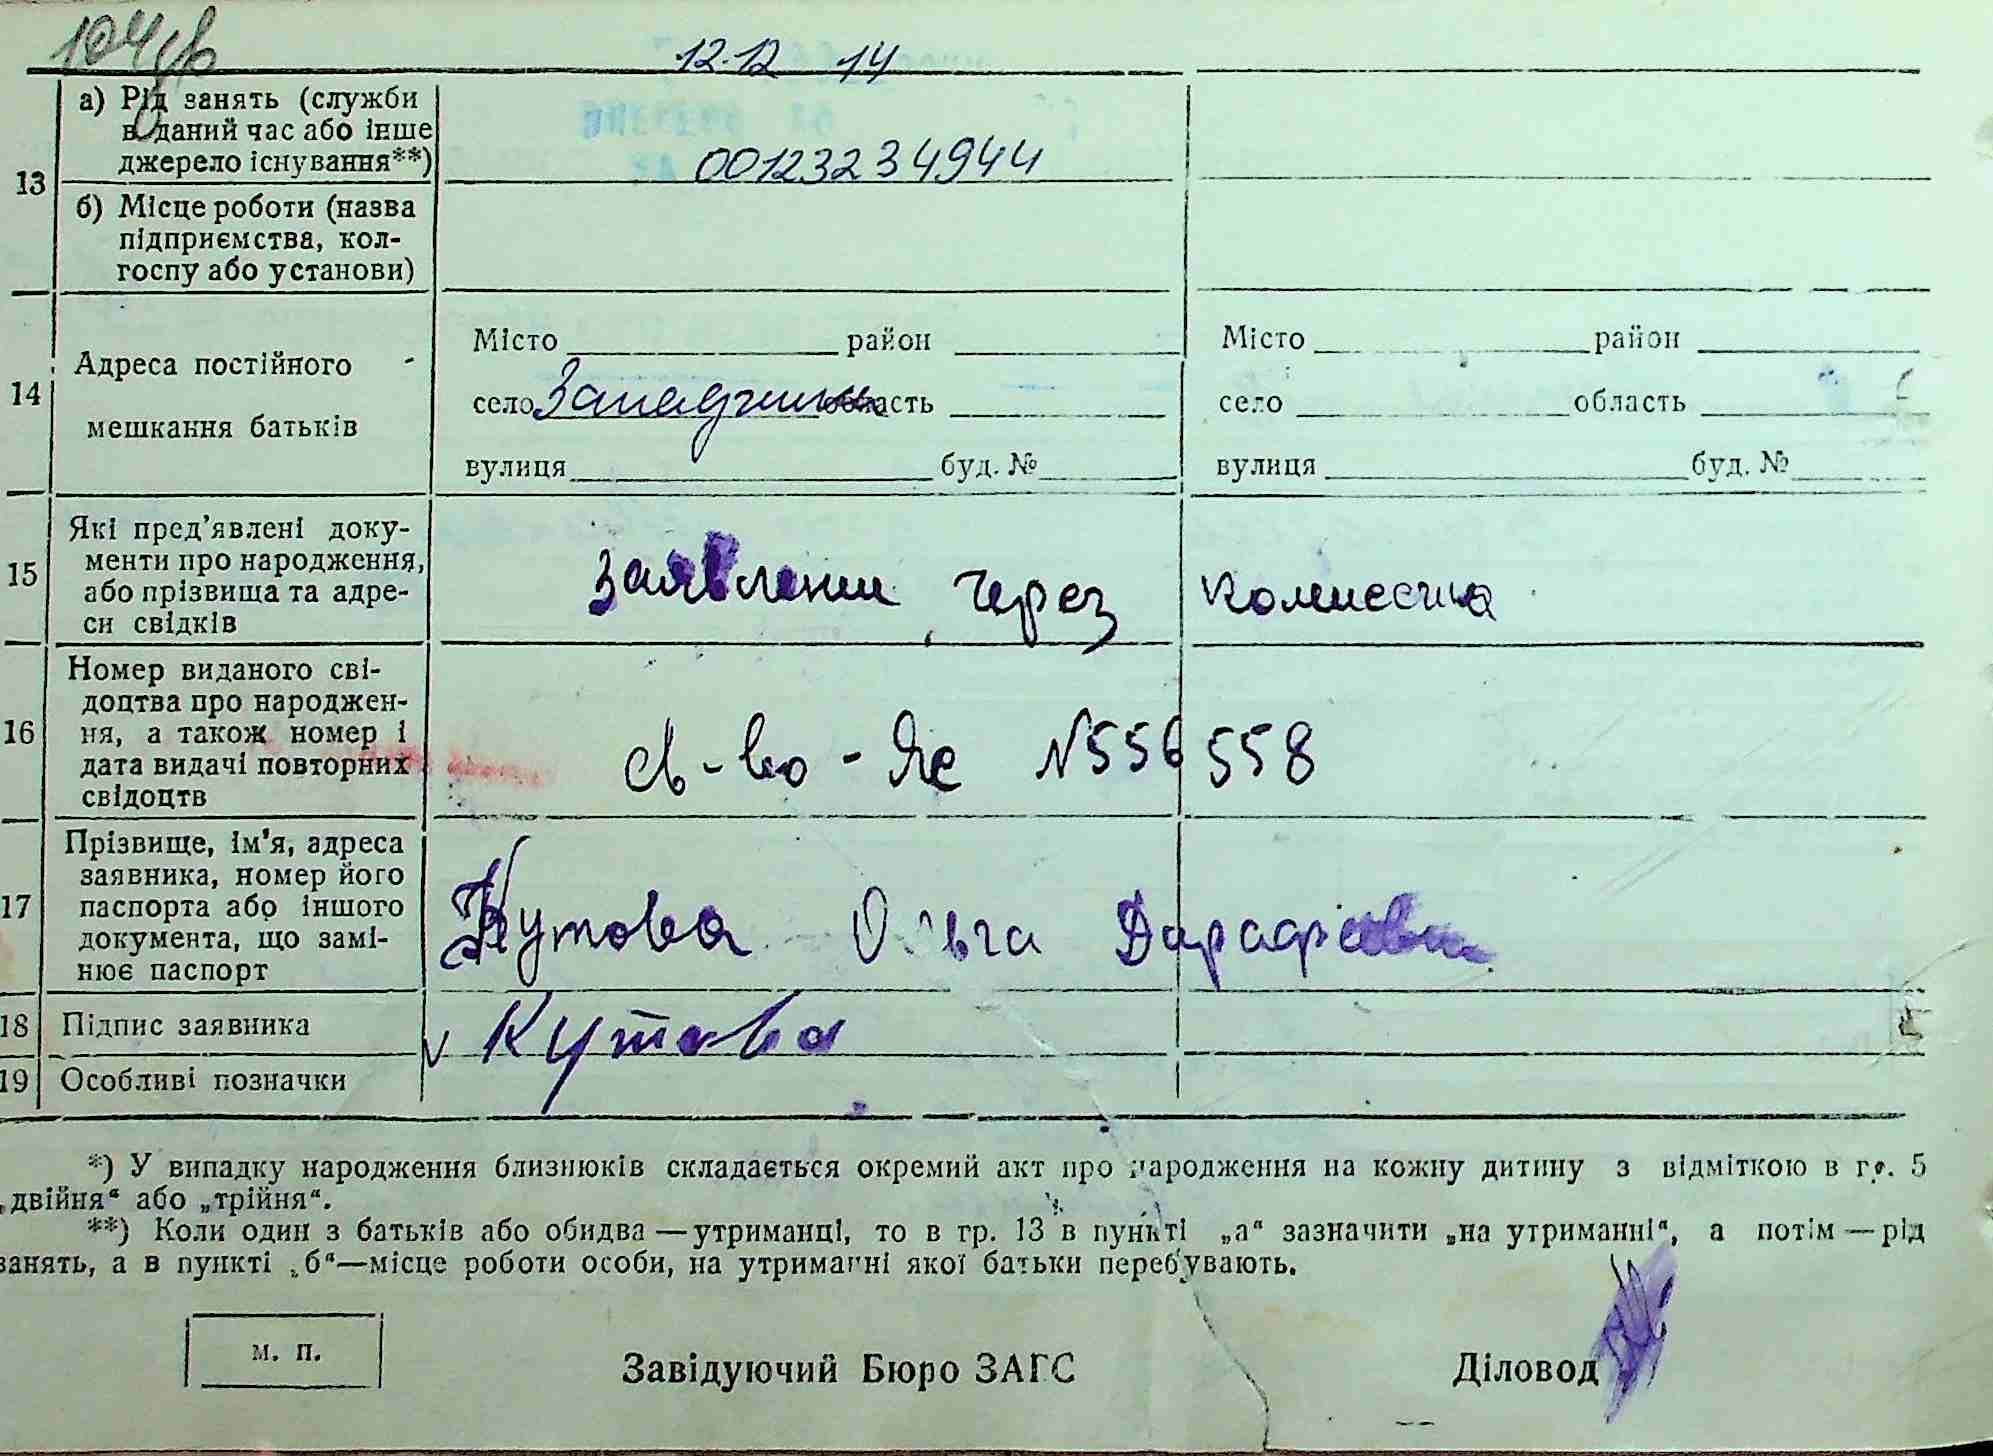 12.12 14
13
а) Рід занять (служби
в даний час або інше
джерело існування**)
00123234944
б) Місце роботи (назва
підприємства, кол-
госпу або установи)
14
Адреса постійного
мешкання батьків
Місто район
село область
вулиця буд. №
Місто район
село область
вулиця буд. №
15
Які пред’явлені доку-
менти про народження,
або прізвища та адре-
си свідків
Заявлении через
16
Номер виданого сві-
доцтва про народжен-
ня, а також номер і
дата видачі повторних
свідоцтв
св-во - Яс №556558
17
Прізвище, ім'я, адреса
заявника, номер його
паспорта або іншого
документа, що замі-
нює паспорт
Кутова Ольга
18
Підпис заявника
v Кутова
19
Особливі позначки
*) У випадку народження близнюків складається окремий акт про народження на кожну дитину з відміткою в гр. 5
„двійня“ або „трійня“.
**) Коли один з батьків або обидва — утриманці, то в гр. 13 в пункті „а“ зазначити „на утриманні“, а потім — рід
занять, а в пункті „б“—місце роботи особи, на утриманні якої батьки перебувають.
м. п.
Завідуючий Бюро ЗАГС
Діловод